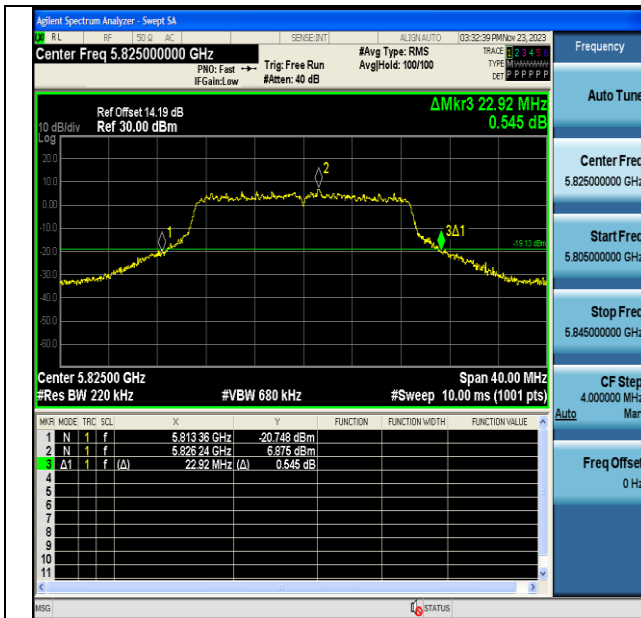 Agilent Spectrum Analyzer - Swept SA
RL RF 50 Ω AC SENSE:INT ALIGN AUTO 03:32:39 PM Nov 23, 2023
Center Freq 5.825000000 GHz
PNO: Fast
IFGain:Low
Trig: Free Run
#Atten: 40 dB
#Avg Type: RMS
Avg|Hold: 100/100
TRACE 1 2 3 4 5 6
TYPE MWWWWW
DET P P P P P P
Ref Offset 14.19 dB
Ref 30.00 dBm
10 dB/div
Log
ΔMkr3 22.92 MHz
0.545 dB
20.0
10.0
0.00
-10.0
-20.0
-30.0
-40.0
-50.0
-60.0
1
2
3Δ1
-19.13 dBm
Center 5.82500 GHz
Span 40.00 MHz
#Res BW 220 kHz
#VBW 680 kHz
#Sweep 10.00 ms (1001 pts)
MKR MODE TRC SCL X Y FUNCTION FUNCTION WIDTH FUNCTION VALUE
1 N 1 f 5.813 36 GHz -20.748 dBm
2 N 1 f 5.826 24 GHz 6.875 dBm
3 Δ1 1 f (Δ) 22.92 MHz (Δ) 0.545 dB
4
5
6
7
8
9
10
11
MSG
STATUS
Frequency
Auto Tune
Center Freq
5.825000000 GHz
Start Freq
5.805000000 GHz
Stop Freq
5.845000000 GHz
CF Step
4.000000 MHz
Auto Man
Freq Offset
0 Hz